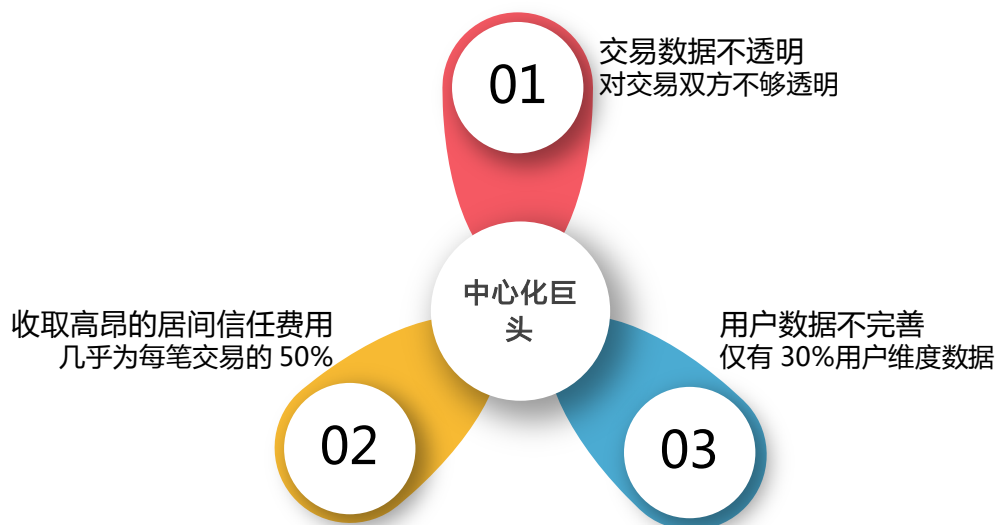 01
交易数据不透明
对交易双方不够透明
中心化巨
头
收取高昂的居间信任费用
几乎为每笔交易的 50%
02
用户数据不完善
仅有 30%用户维度数据
03